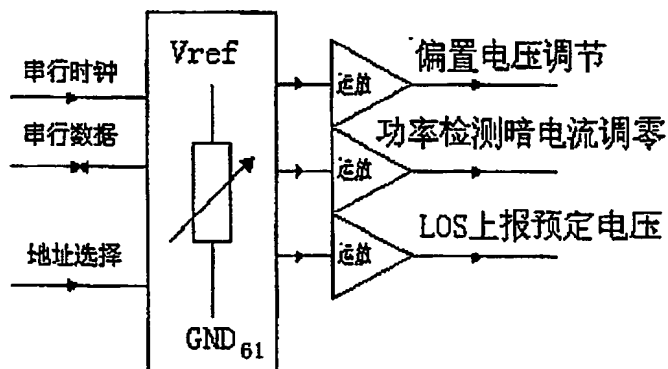 Vref
串行时钟
串行数据
地址选择
GND61
运放
运放
运放
偏置电压调节
功率检测暗电流调零
LOS上报预定电压